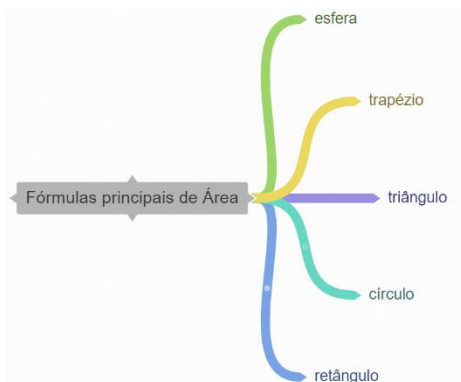 esfera
trapézio
Fórmulas principais de Área
triângulo
círculo
retângulo